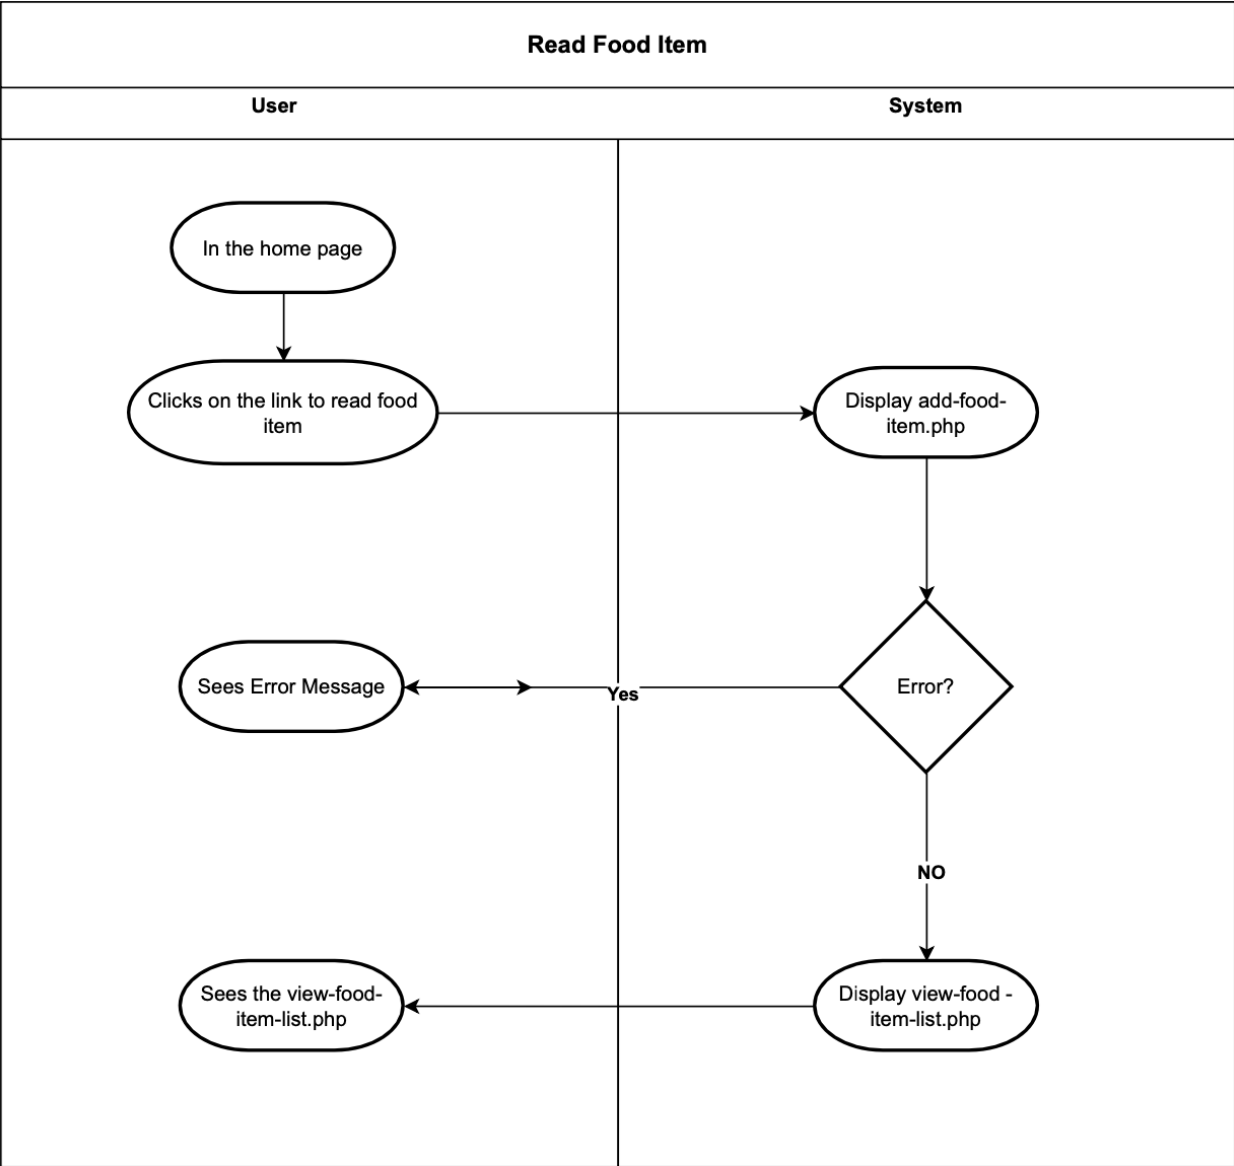 Read Food Item
User
System
In the home page
Clicks on the link to read food
item
Display add-food-
item.php
Sees Error Message
Yes
Error?
NO
Sees the view-food-
item-list.php
Display view-food -
item-list.php